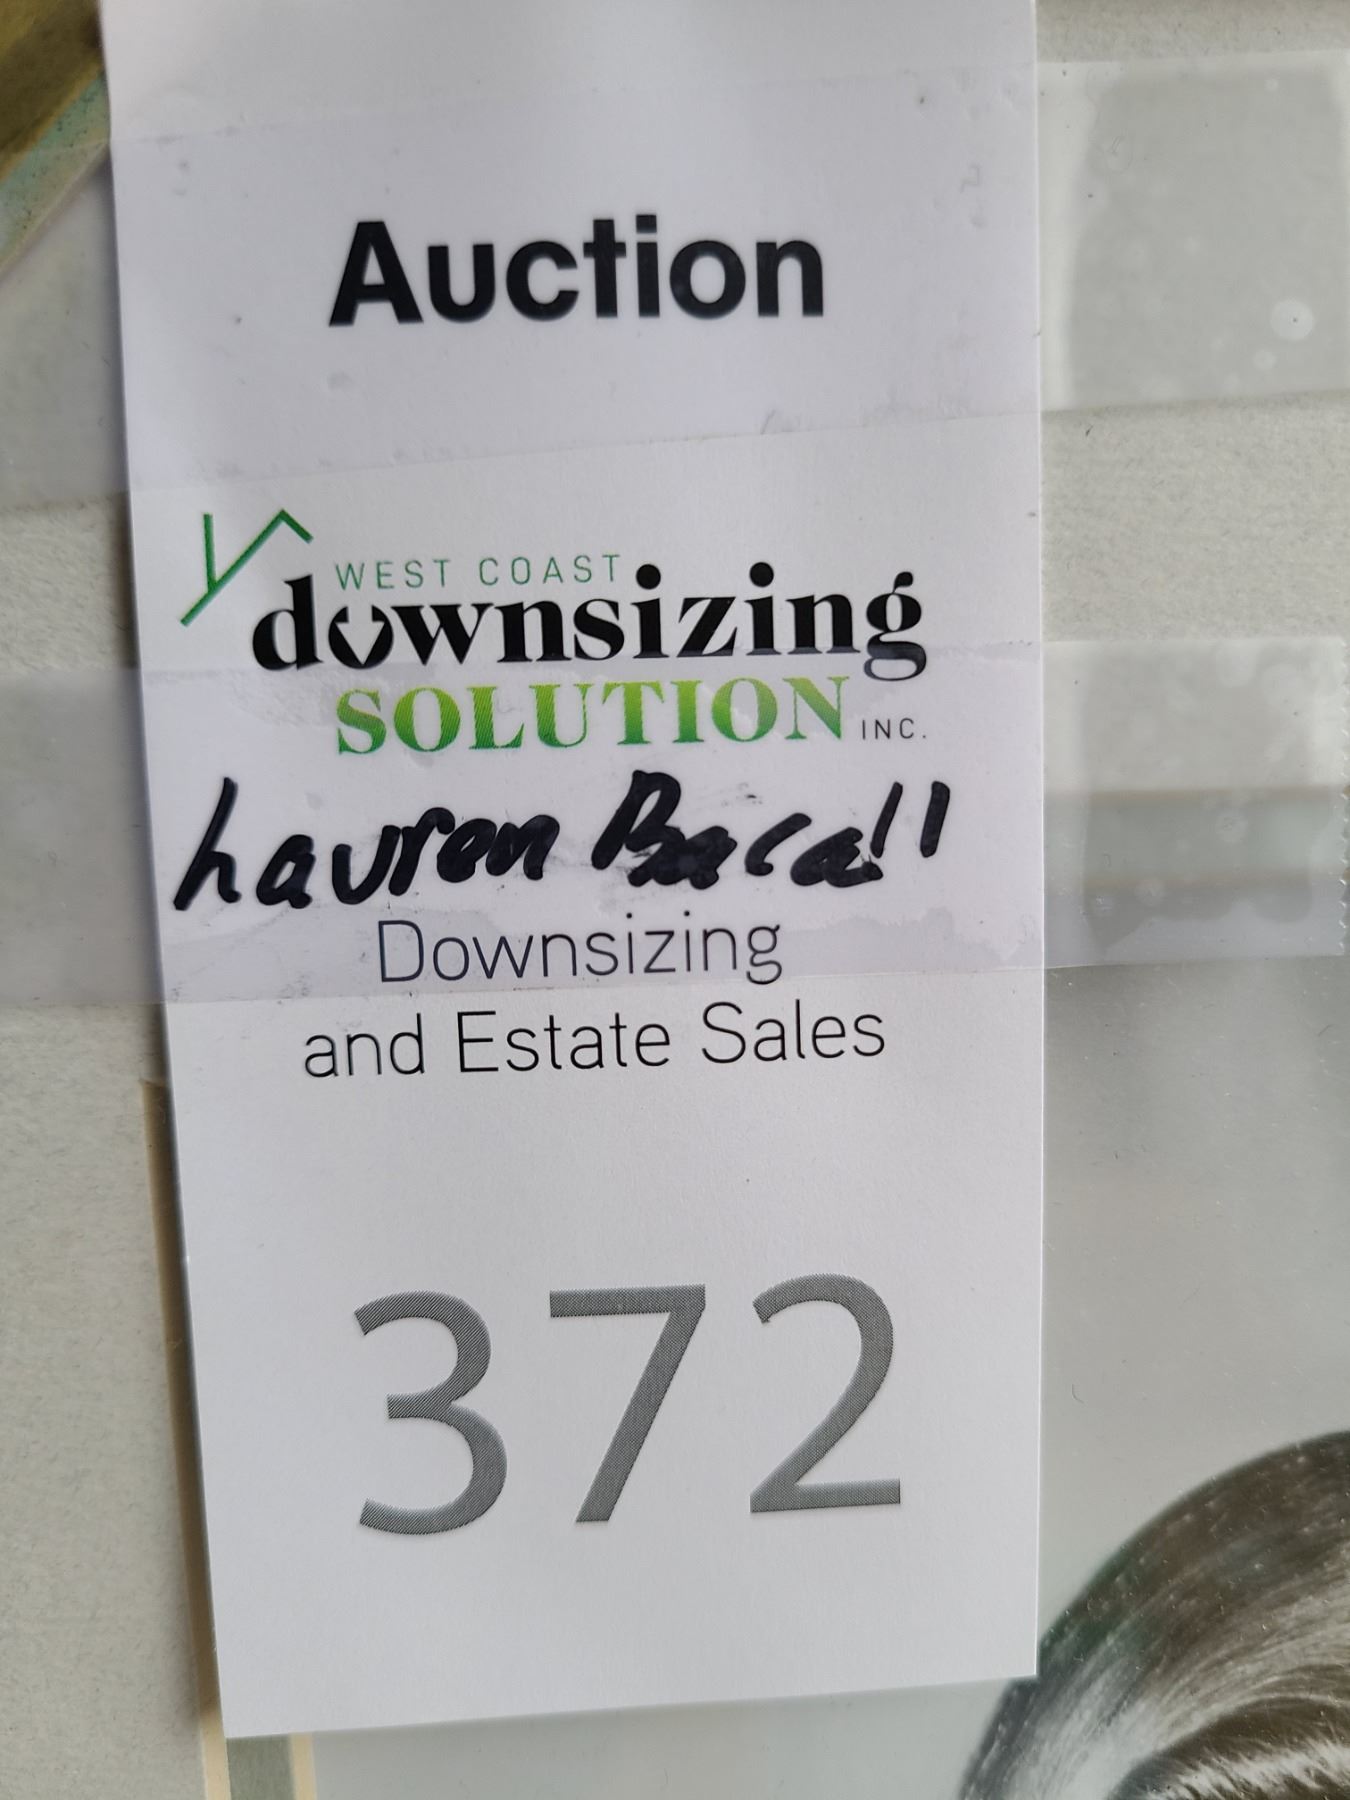 Auction
WEST COAST
downsizing
SOLUTION INC.
Lauren Bacall
Downsizing
and Estate Sales
372